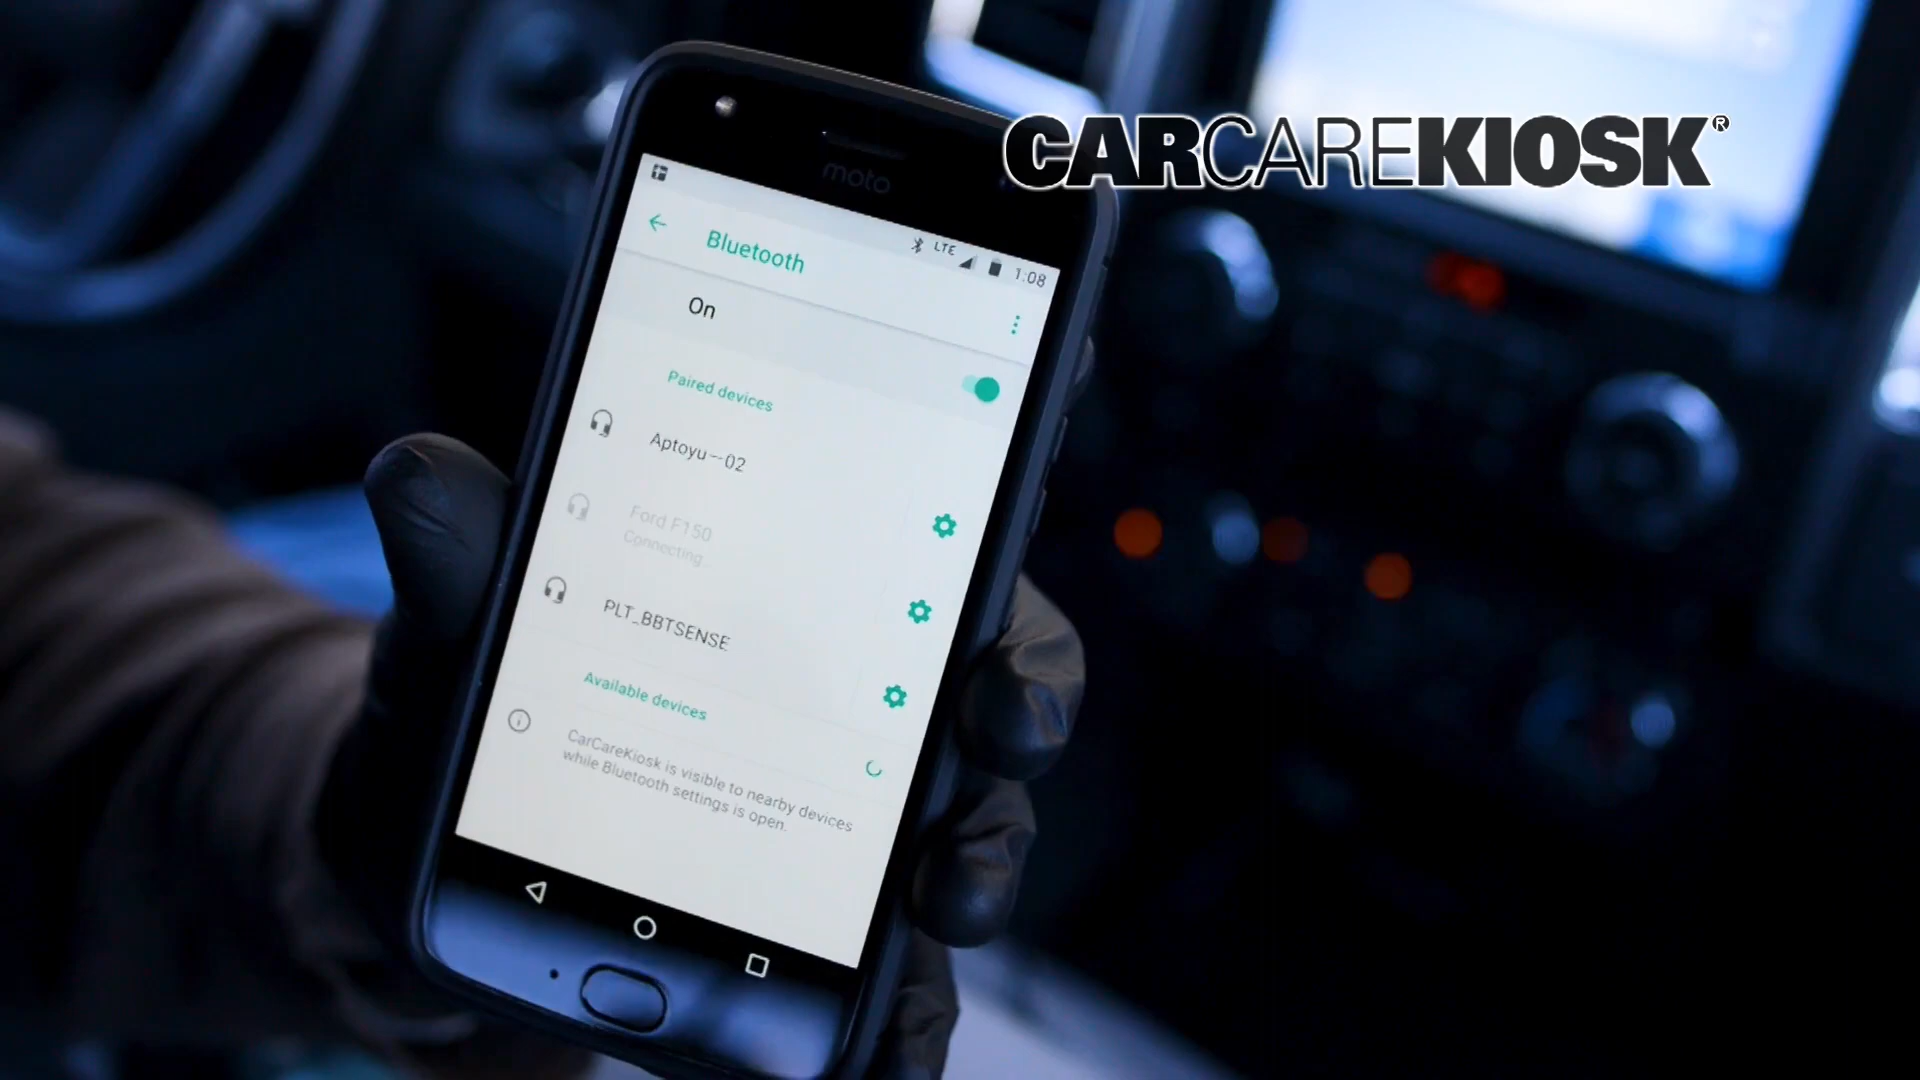 CARCAREKIOSK®
moto
LTE 1:08
Bluetooth
On
Paired devices
Aptoyu--02
Ford F150
Connecting...
PLT_BBTSENSE
Available devices
CarCareKiosk is visible to nearby devices
while Bluetooth settings is open.